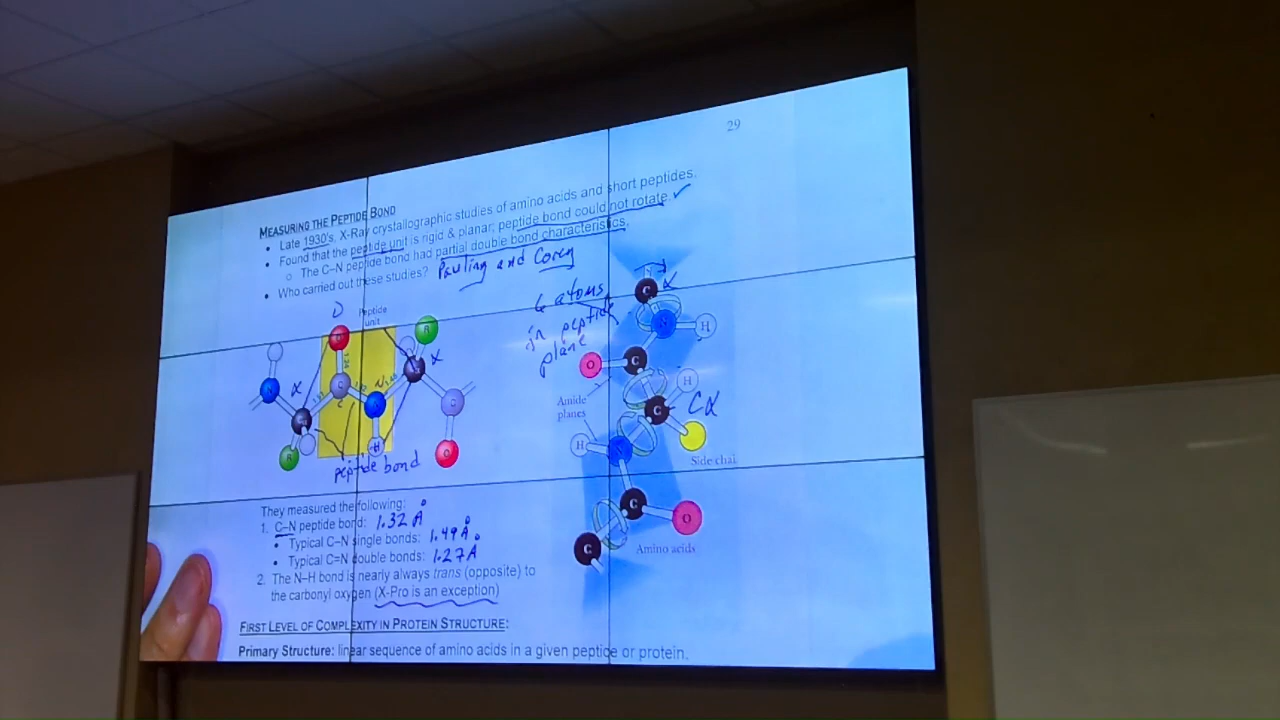 29
MEASURING THE PEPTIDE BOND
• Late 1930's, X-Ray crystallographic studies of amino acids and short peptides.
• Found that the peptide unit is rigid & planar; peptide bond could not rotate. ✓
o The C–N peptide bond had partial double bond characteristics.
• Who carried out these studies? Pauling and Corey
6 atoms
in peptide
plane
Peptide
unit
α
α
R
N
C
N
C
O
H
R
peptide bond
C
α
N
H
O
C
H
C
Cα
Amide
planes
H
N
Side chai
C
O
C
Amino acids
They measured the following:
1. C–N peptide bond: 1.32 Å
• Typical C–N single bonds: 1.49 Å
• Typical C=N double bonds: 1.27 Å
2. The N–H bond is nearly always trans (opposite) to
the carbonyl oxygen (X-Pro is an exception)
FIRST LEVEL OF COMPLEXITY IN PROTEIN STRUCTURE:
Primary Structure: linear sequence of amino acids in a given peptide or protein.